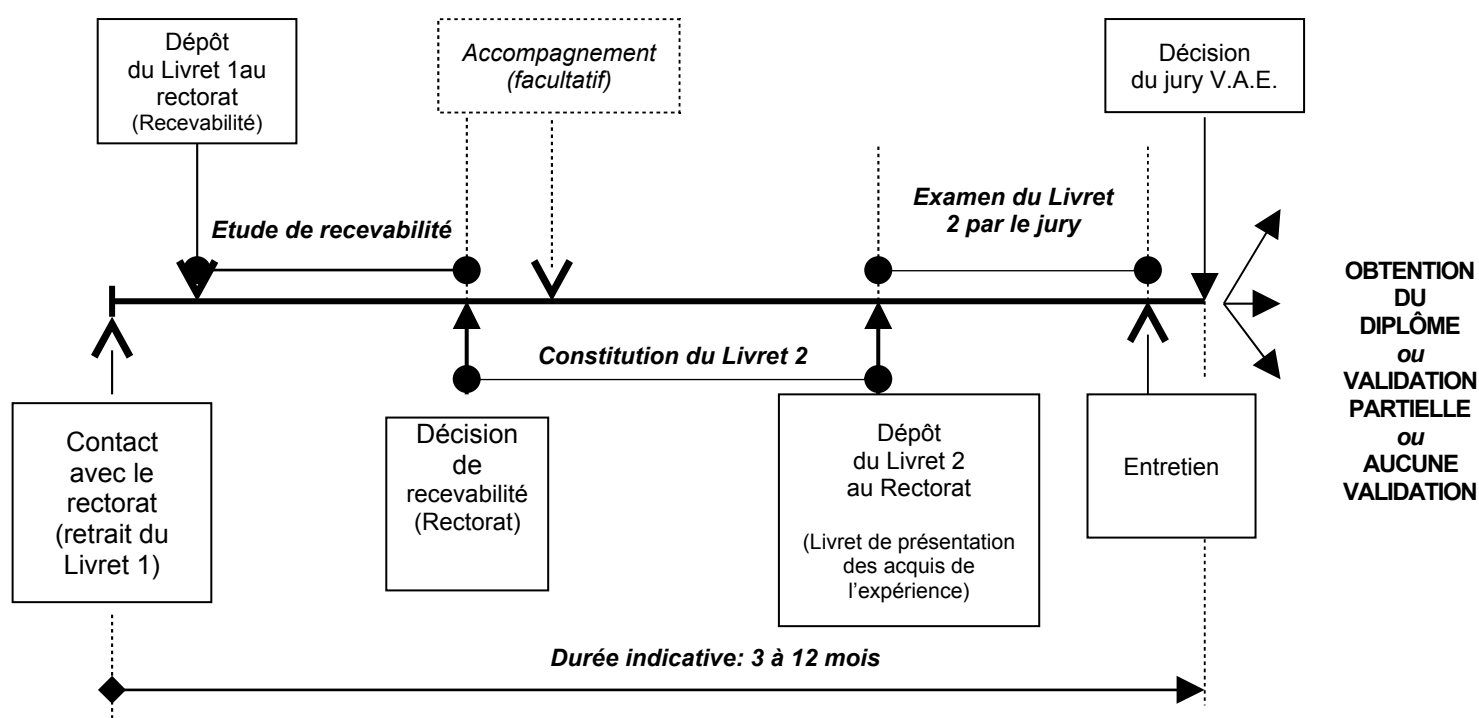 Dépôt
du Livret 1au
rectorat
(Recevabilité)
Accompagnement
(facultatif)
Décision
du jury V.A.E.
Etude de recevabilité
Examen du Livret
2 par le jury
Constitution du Livret 2
OBTENTION
DU
DIPLÔME
ou
VALIDATION
PARTIELLE
ou
AUCUNE
VALIDATION
Contact
avec le
rectorat
(retrait du
Livret 1)
Décision
de
recevabilité
(Rectorat)
Dépôt
du Livret 2
au Rectorat
(Livret de présentation
des acquis de
l’expérience)
Entretien
Durée indicative: 3 à 12 mois